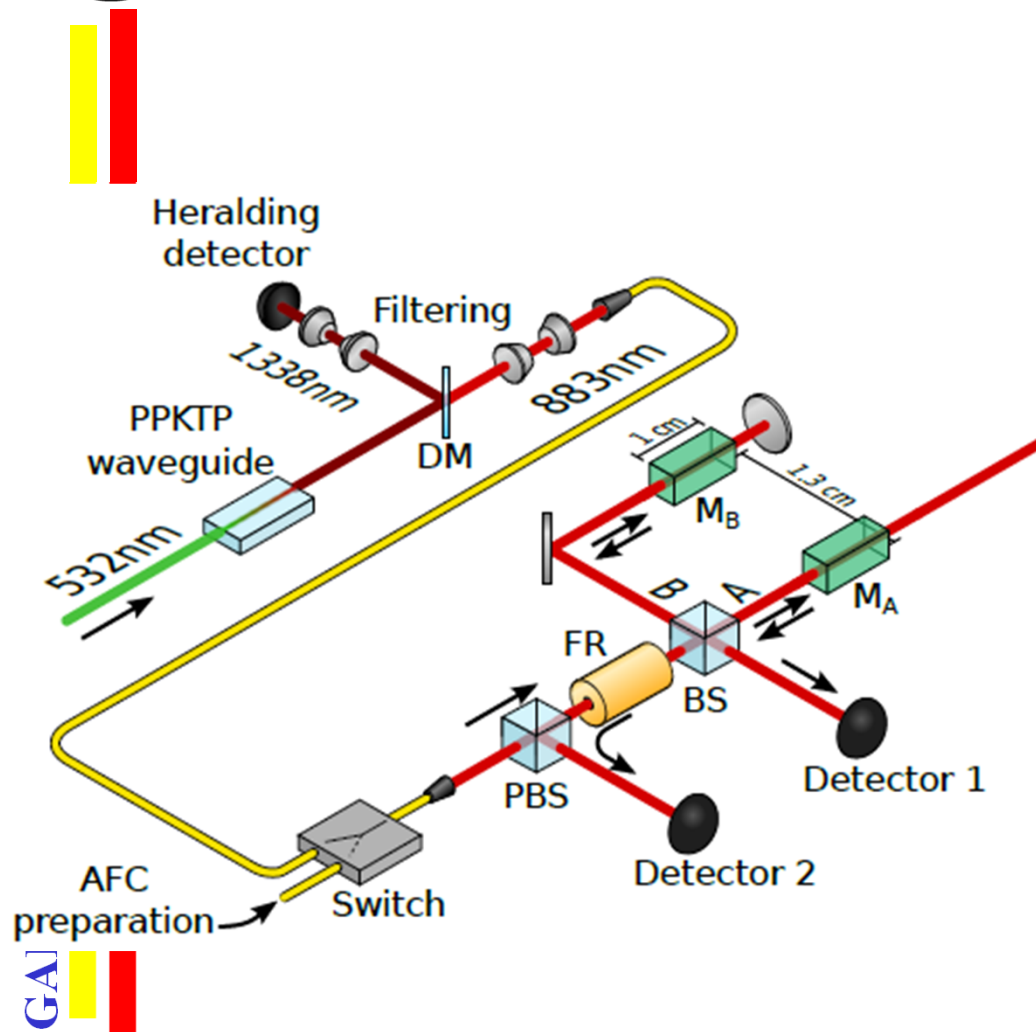 Heralding
detector
Filtering
1338nm
883nm
PPKTP
waveguide
DM
532nm
1 cm
1.3 cm
MB
MA
B
A
FR
BS
PBS
Detector 1
Detector 2
AFC
preparation
Switch